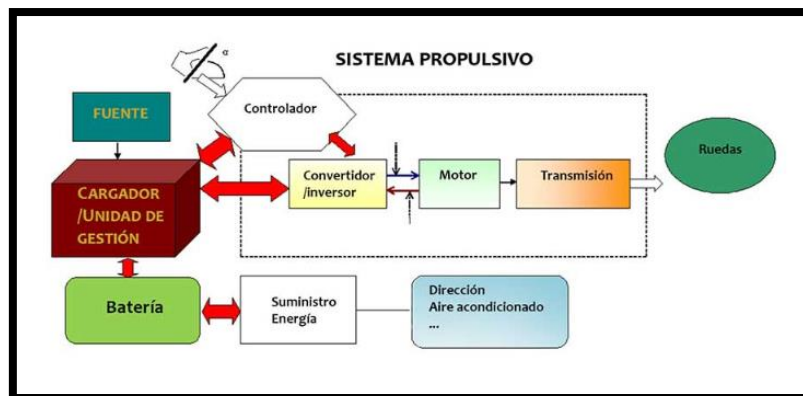 SISTEMA PROPULSIVO
α
Controlador
FUENTE
Ruedas
Convertidor
/inversor
Motor
Transmisión
CARGADOR
/UNIDAD DE
GESTIÓN
Batería
Suministro
Energía
Dirección
Aire acondicionado
...